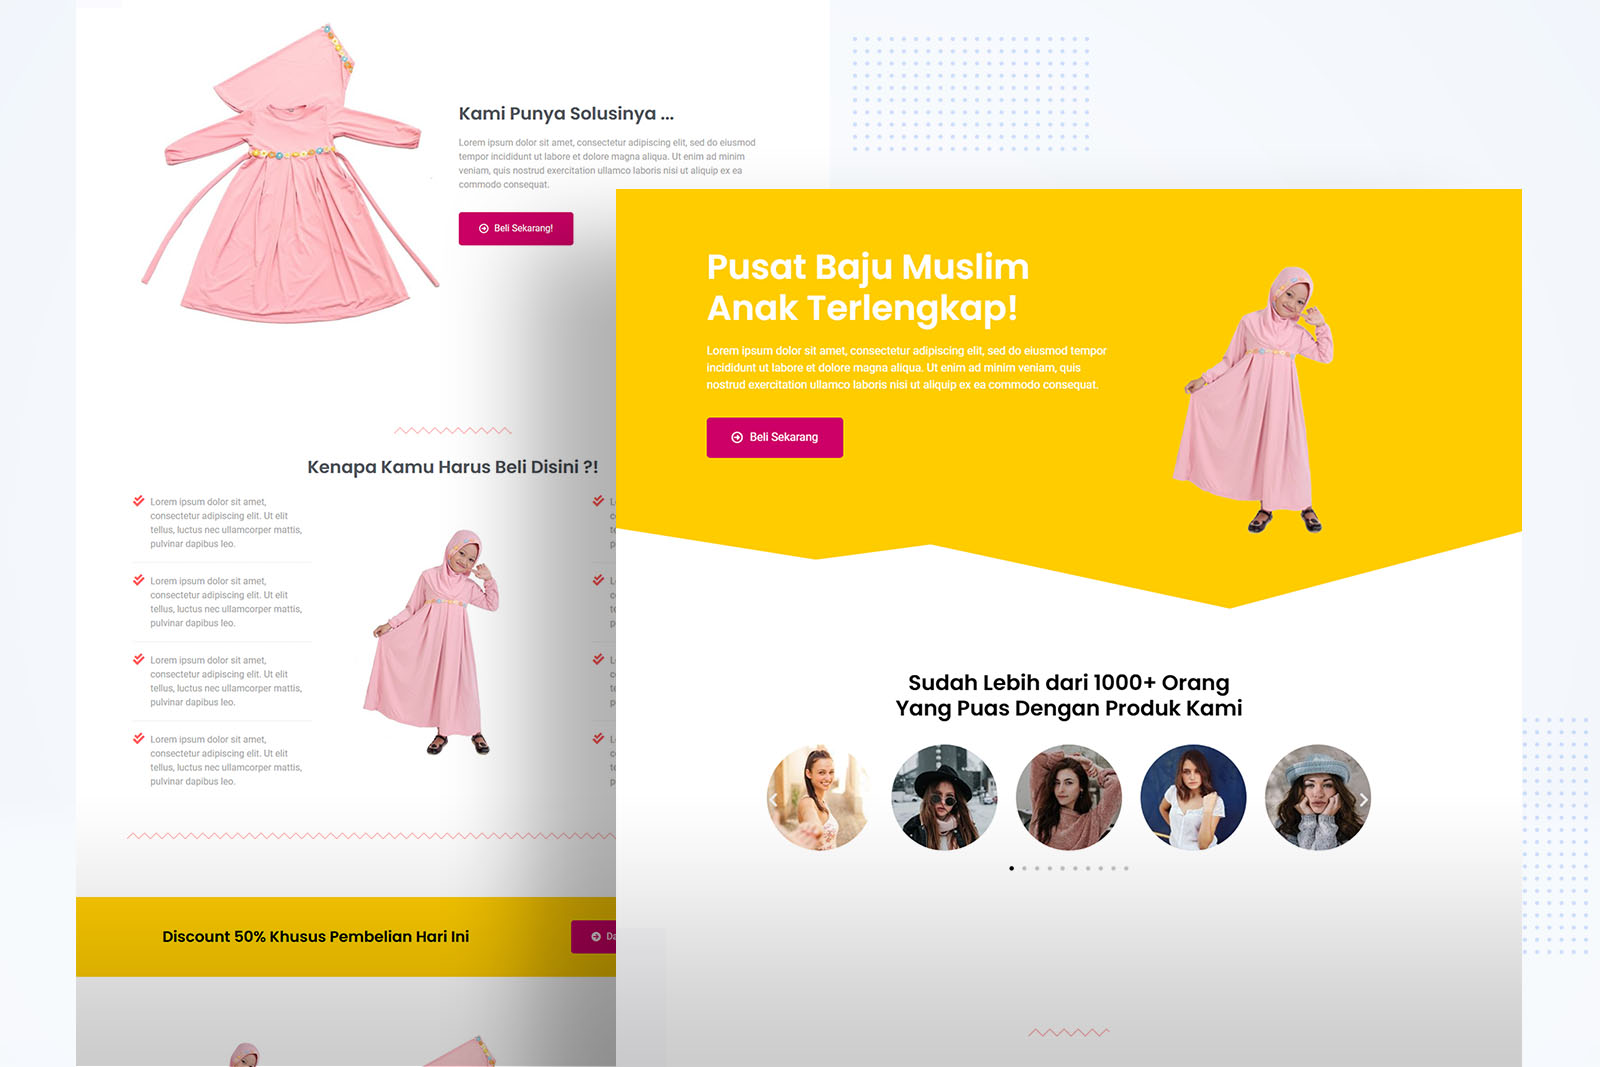 Kami Punya Solusinya ...
Lorem ipsum dolor sit amet, consectetur adipiscing elit, sed do eiusmod
tempor incididunt ut labore et dolore magna aliqua. Ut enim ad minim
veniam, quis nostrud exercitation ullamco laboris nisi ut aliquip ex ea
commodo consequat.
Beli Sekarang!
Kenapa Kamu Harus Beli Disini ?!
Lorem ipsum dolor sit amet,
consectetur adipiscing elit. Ut elit
tellus, luctus nec ullamcorper mattis,
pulvinar dapibus leo.
Lorem ipsum dolor sit amet,
consectetur adipiscing elit. Ut elit
tellus, luctus nec ullamcorper mattis,
pulvinar dapibus leo.
Lorem ipsum dolor sit amet,
consectetur adipiscing elit. Ut elit
tellus, luctus nec ullamcorper mattis,
pulvinar dapibus leo.
Lorem ipsum dolor sit amet,
consectetur adipiscing elit. Ut elit
tellus, luctus nec ullamcorper mattis,
pulvinar dapibus leo.
Discount 50% Khusus Pembelian Hari Ini
Pusat Baju Muslim
Anak Terlengkap!
Lorem ipsum dolor sit amet, consectetur adipiscing elit, sed do eiusmod tempor
incididunt ut labore et dolore magna aliqua. Ut enim ad minim veniam, quis
nostrud exercitation ullamco laboris nisi ut aliquip ex ea commodo consequat.
Beli Sekarang
Sudah Lebih dari 1000+ Orang
Yang Puas Dengan Produk Kami